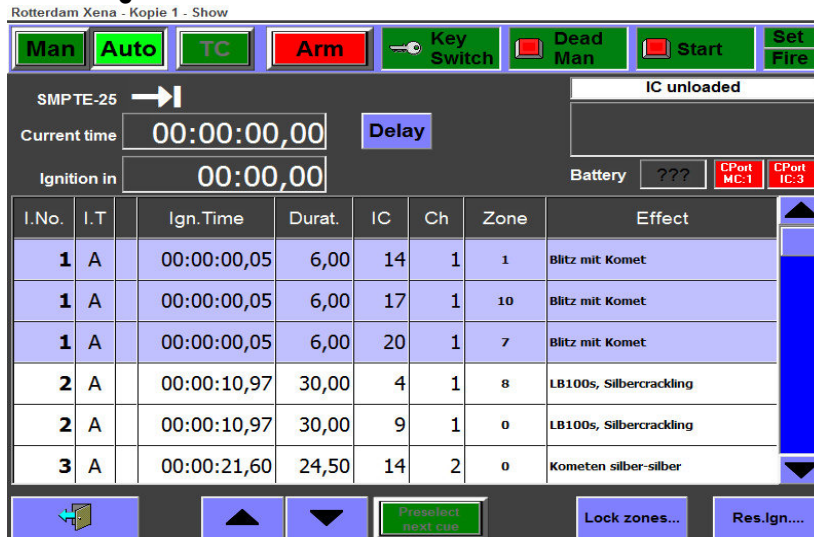 Rotterdam Xena - Kopie 1 - Show
Man Auto TC Arm Key Switch Dead Man Start Set Fire
SMPTE-25 IC unloaded
Current time 00:00:00,00 Delay
Ignition in 00:00,00 Battery ??? CPort MC:1 CPort IC:3
I.No. I.T Ign.Time Durat. IC Ch Zone Effect
1 A 00:00:00,05 6,00 14 1 1 Blitz mit Komet
1 A 00:00:00,05 6,00 17 1 10 Blitz mit Komet
1 A 00:00:00,05 6,00 20 1 7 Blitz mit Komet
2 A 00:00:10,97 30,00 4 1 8 LB100s, Silbercrackling
2 A 00:00:10,97 30,00 9 1 0 LB100s, Silbercrackling
3 A 00:00:21,60 24,50 14 2 0 Kometen silber-silber
Preselect next cue Lock zones... Res.Ign....